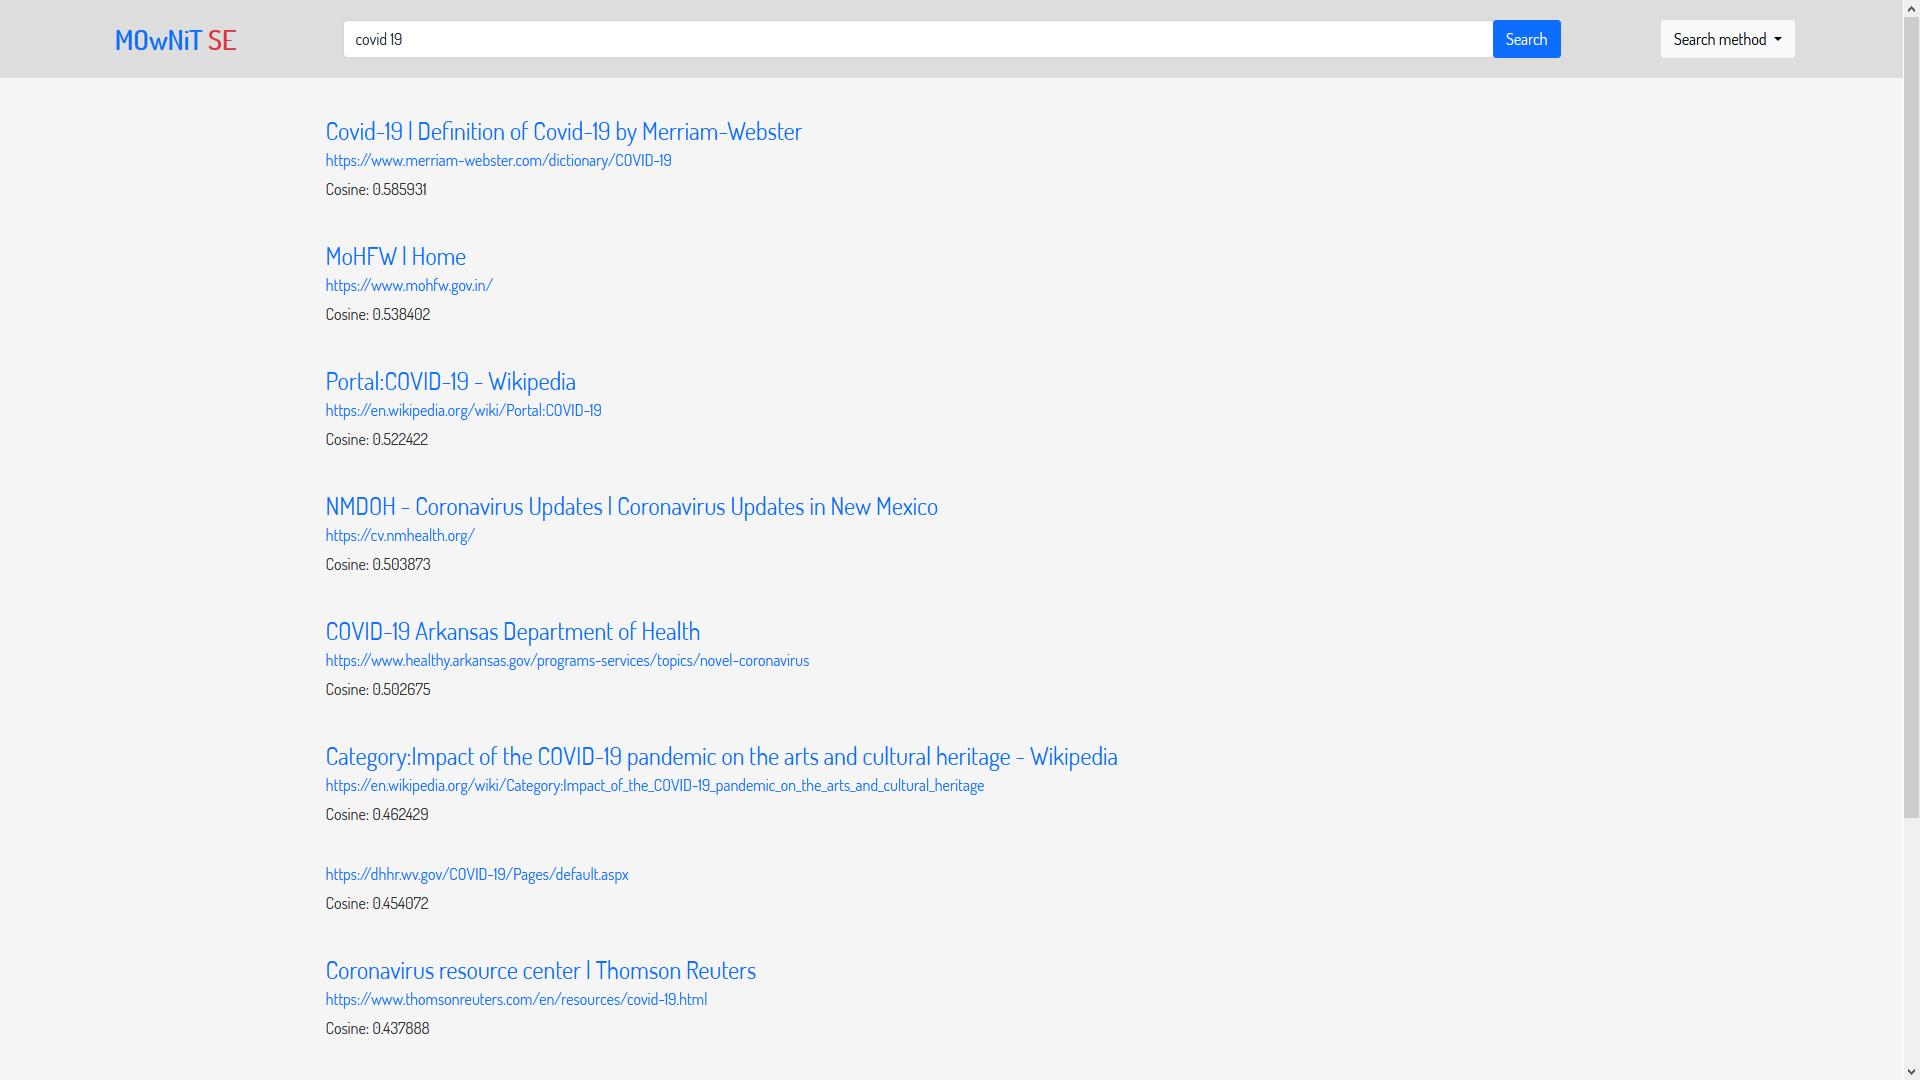 MOwNiT SE
covid 19
Search
Search method
Covid-19 | Definition of Covid-19 by Merriam-Webster
https://www.merriam-webster.com/dictionary/COVID-19
Cosine: 0.585931
MoHFW | Home
https://www.mohfw.gov.in/
Cosine: 0.538402
Portal:COVID-19 - Wikipedia
https://en.wikipedia.org/wiki/Portal:COVID-19
Cosine: 0.522422
NMDOH - Coronavirus Updates | Coronavirus Updates in New Mexico
https://cv.nmhealth.org/
Cosine: 0.503873
COVID-19 Arkansas Department of Health
https://www.healthy.arkansas.gov/programs-services/topics/novel-coronavirus
Cosine: 0.502675
Category:Impact of the COVID-19 pandemic on the arts and cultural heritage - Wikipedia
https://en.wikipedia.org/wiki/Category:Impact_of_the_COVID-19_pandemic_on_the_arts_and_cultural_heritage
Cosine: 0.462429
https://dhhr.wv.gov/COVID-19/Pages/default.aspx
Cosine: 0.454072
Coronavirus resource center | Thomson Reuters
https://www.thomsonreuters.com/en/resources/covid-19.html
Cosine: 0.437888